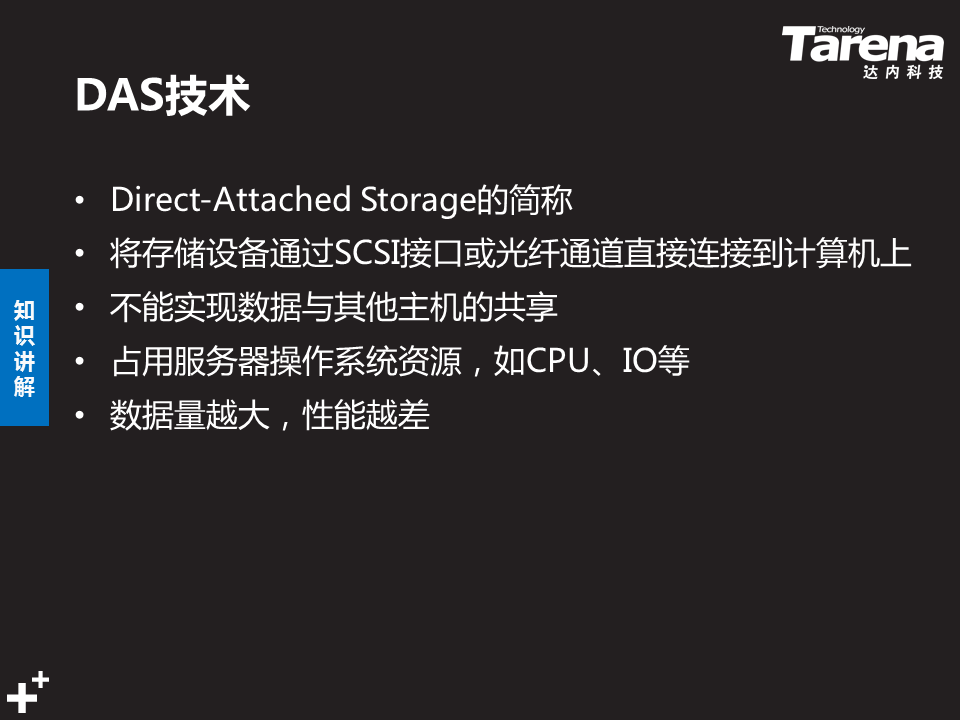 Technology
Tarena
达内科技
DAS技术
• Direct-Attached Storage的简称
• 将存储设备通过SCSI接口或光纤通道直接连接到计算机上
• 不能实现数据与其他主机的共享
• 占用服务器操作系统资源，如CPU、IO等
• 数据量越大，性能越差
知识讲解